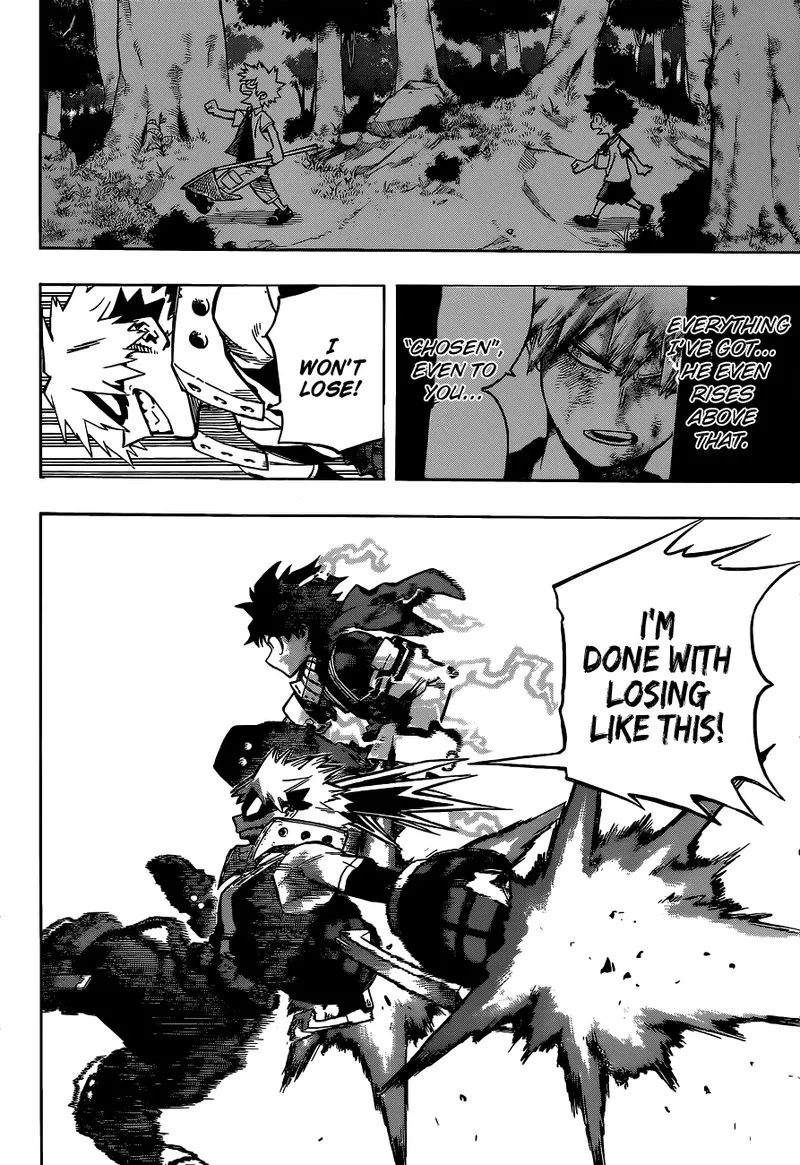 EVERYTHING
I'VE GOT...
HE EVEN
RISES
ABOVE
THAT.
"CHOSEN",
EVEN TO
YOU...
I
WON'T
LOSE!
I'M
DONE WITH
LOSING
LIKE THIS!